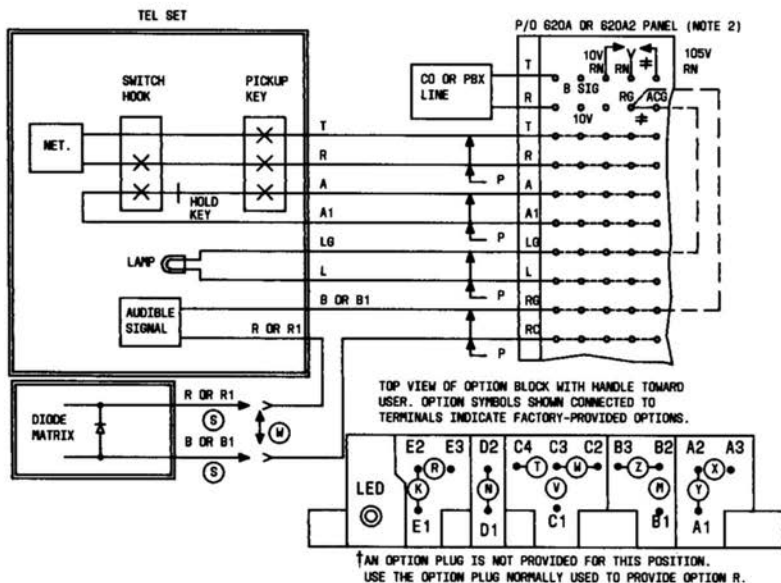 TEL SET
P/O 620A OR 620A2 PANEL (NOTE 2)
SWITCH
HOOK
PICKUP
KEY
NET.
HOLD
KEY
LAMP
AUDIBLE
SIGNAL
T
R
A
A1
LG
L
B OR B1
R OR R1
P
P
P
P
CO OR PBX
LINE
T
R
T
R
A
A1
LG
L
RG
RC
10V
RN
RN
105V
RN
B SIG
10V
RG
ACG
DIODE
MATRIX
R OR R1
S
W
B OR B1
S
TOP VIEW OF OPTION BLOCK WITH HANDLE TOWARD
USER. OPTION SYMBOLS SHOWN CONNECTED TO
TERMINALS INDICATE FACTORY-PROVIDED OPTIONS.
LED
E2 E3 D2 C4 C3 C2 B3 B2 A2 A3
R T W Z X
K N V M Y
E1 D1 C1 B1 A1
†AN OPTION PLUG IS NOT PROVIDED FOR THIS POSITION.
USE THE OPTION PLUG NORMALLY USED TO PROVIDE OPTION R.